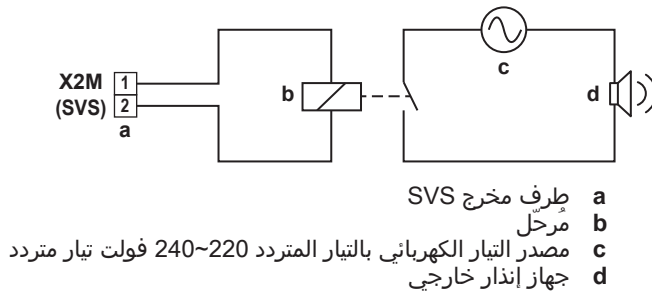 c
X2M 1
b
d
(SVS) 2
a
a طرف مخرج SVS
b مُرحّل
c مصدر التيار الكهربائي بالتيار المتردد 220~240 فولت تيار متردد
d جهاز إنذار خارجي